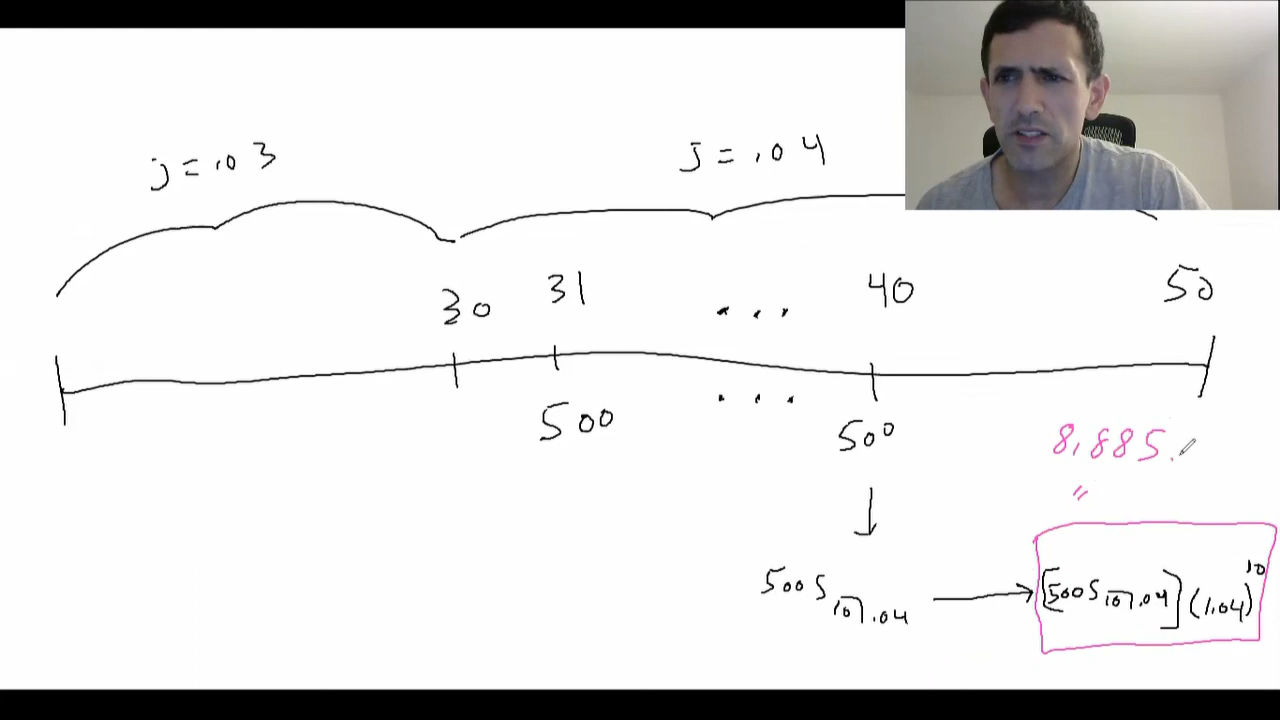 j = .03
j = .04
30 31 ... 40 50
500 ... 500 8,885.
"
500 s 10⌉.04 → [500 s 10⌉.04] (1.04)^10